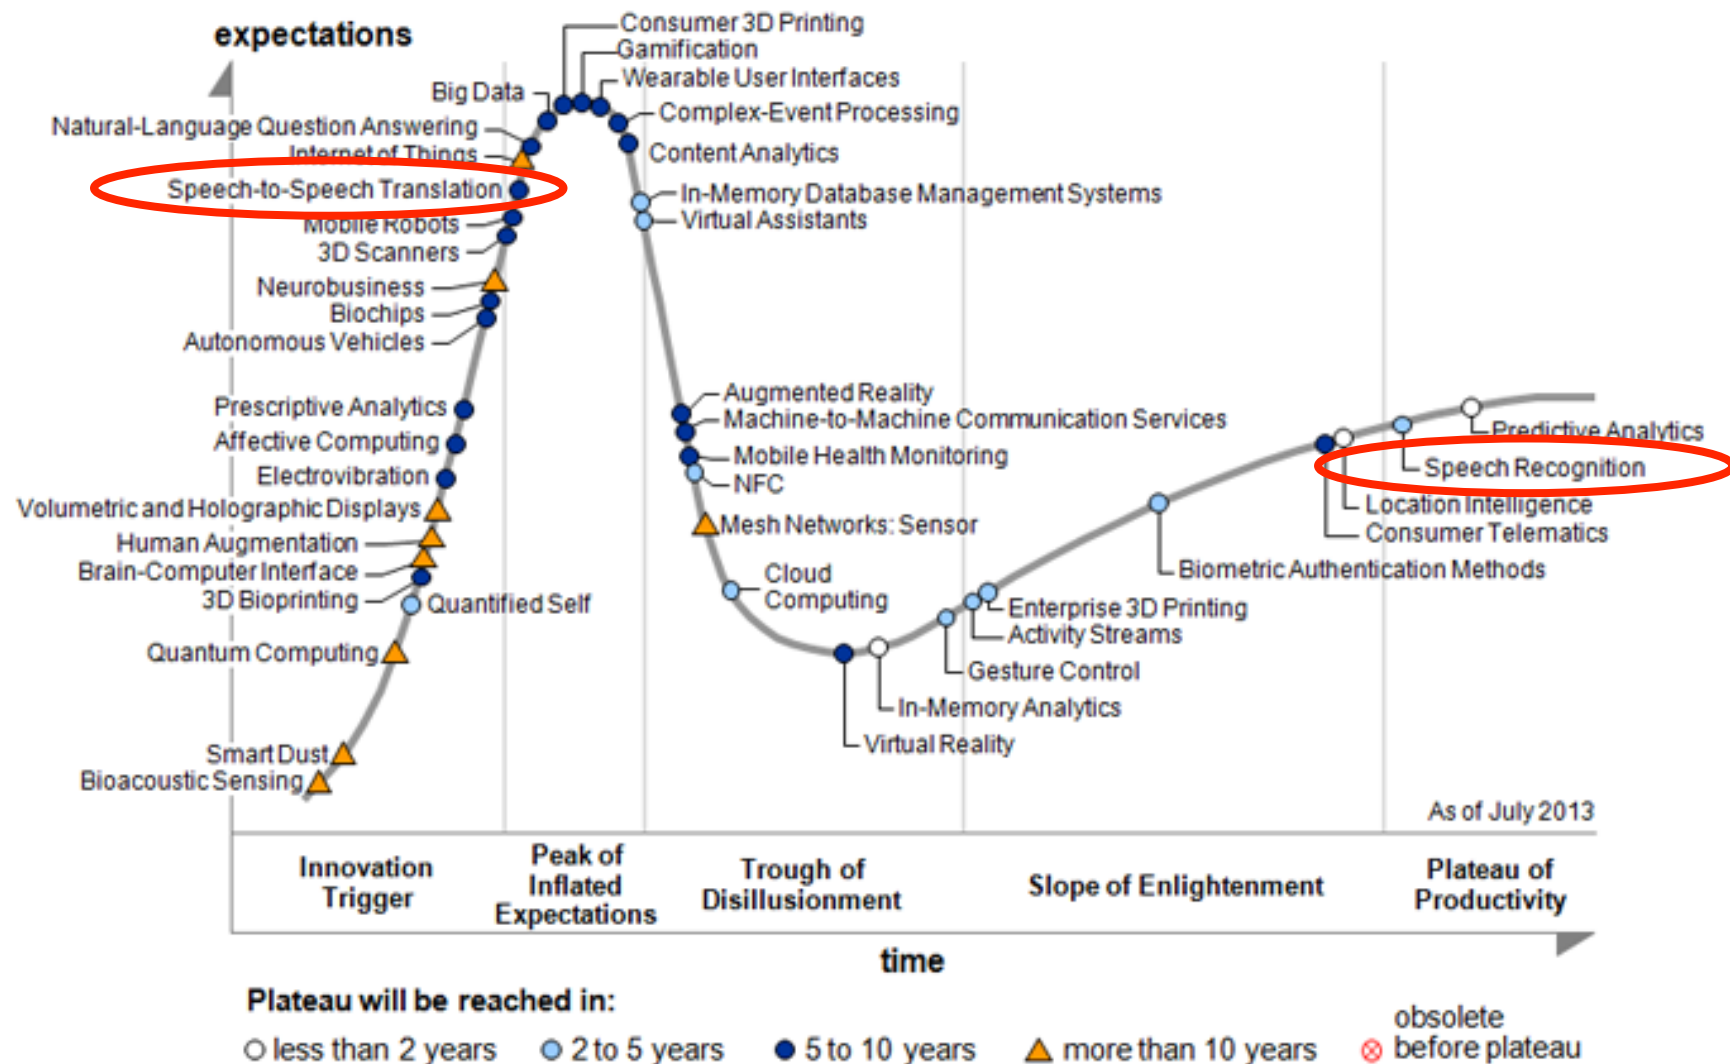 expectations
Consumer 3D Printing
Gamification
Wearable User Interfaces
Big Data
Complex-Event Processing
Natural-Language Question Answering
Internet of Things
Content Analytics
Speech-to-Speech Translation
In-Memory Database Management Systems
Virtual Assistants
Mobile Robots
3D Scanners
Neurobusiness
Biochips
Autonomous Vehicles
Augmented Reality
Prescriptive Analytics
Machine-to-Machine Communication Services
Predictive Analytics
Affective Computing
Mobile Health Monitoring
Speech Recognition
Electrovibration
NFC
Location Intelligence
Volumetric and Holographic Displays
Mesh Networks: Sensor
Consumer Telematics
Human Augmentation
Brain-Computer Interface
Biometric Authentication Methods
3D Bioprinting
Quantified Self
Cloud
Computing
Enterprise 3D Printing
Activity Streams
Quantum Computing
Gesture Control
In-Memory Analytics
Virtual Reality
Smart Dust
Bioacoustic Sensing
As of July 2013
Innovation
Trigger
Peak of
Inflated
Expectations
Trough of
Disillusionment
Slope of Enlightenment
Plateau of
Productivity
time
Plateau will be reached in:
less than 2 years
2 to 5 years
5 to 10 years
more than 10 years
obsolete
before plateau